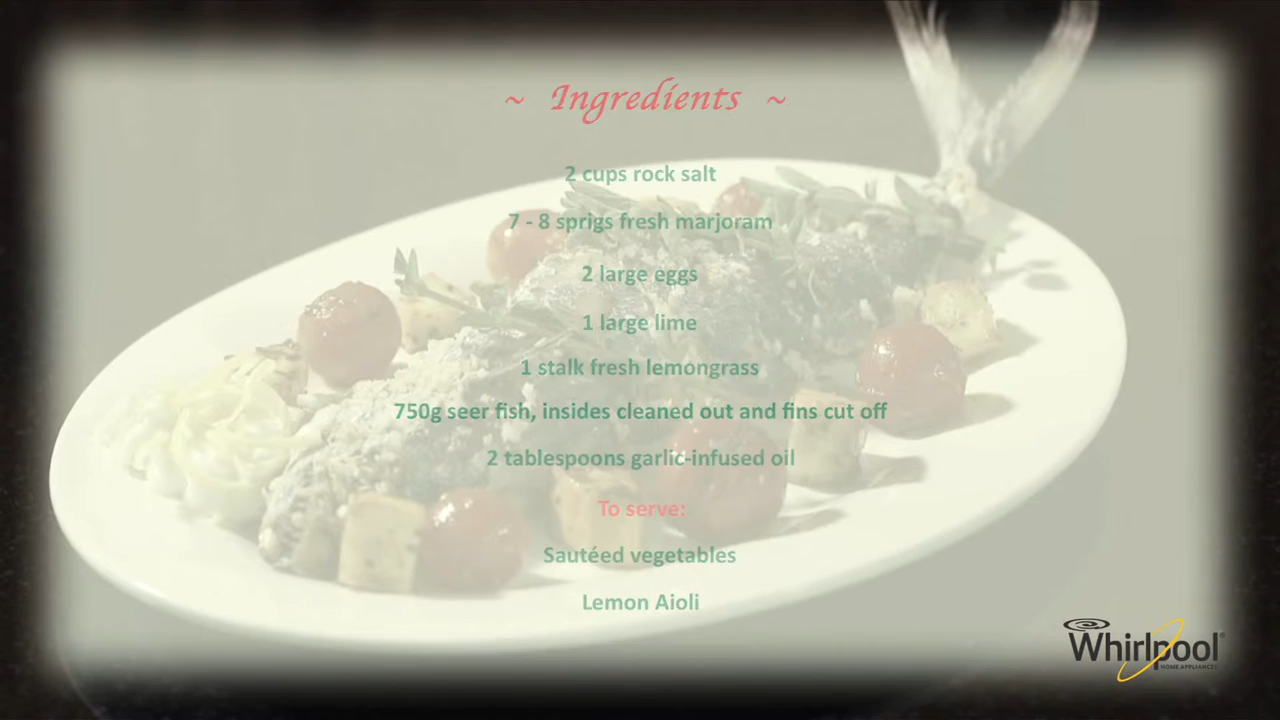 ~ Ingredients ~
2 cups rock salt
7 - 8 sprigs fresh marjoram
2 large eggs
1 large lime
1 stalk fresh lemongrass
750g seer fish, insides cleaned out and fins cut off
2 tablespoons garlic-infused oil
To serve:
Sautéed vegetables
Lemon Aioli
Whirlpool
HOME APPLIANCES